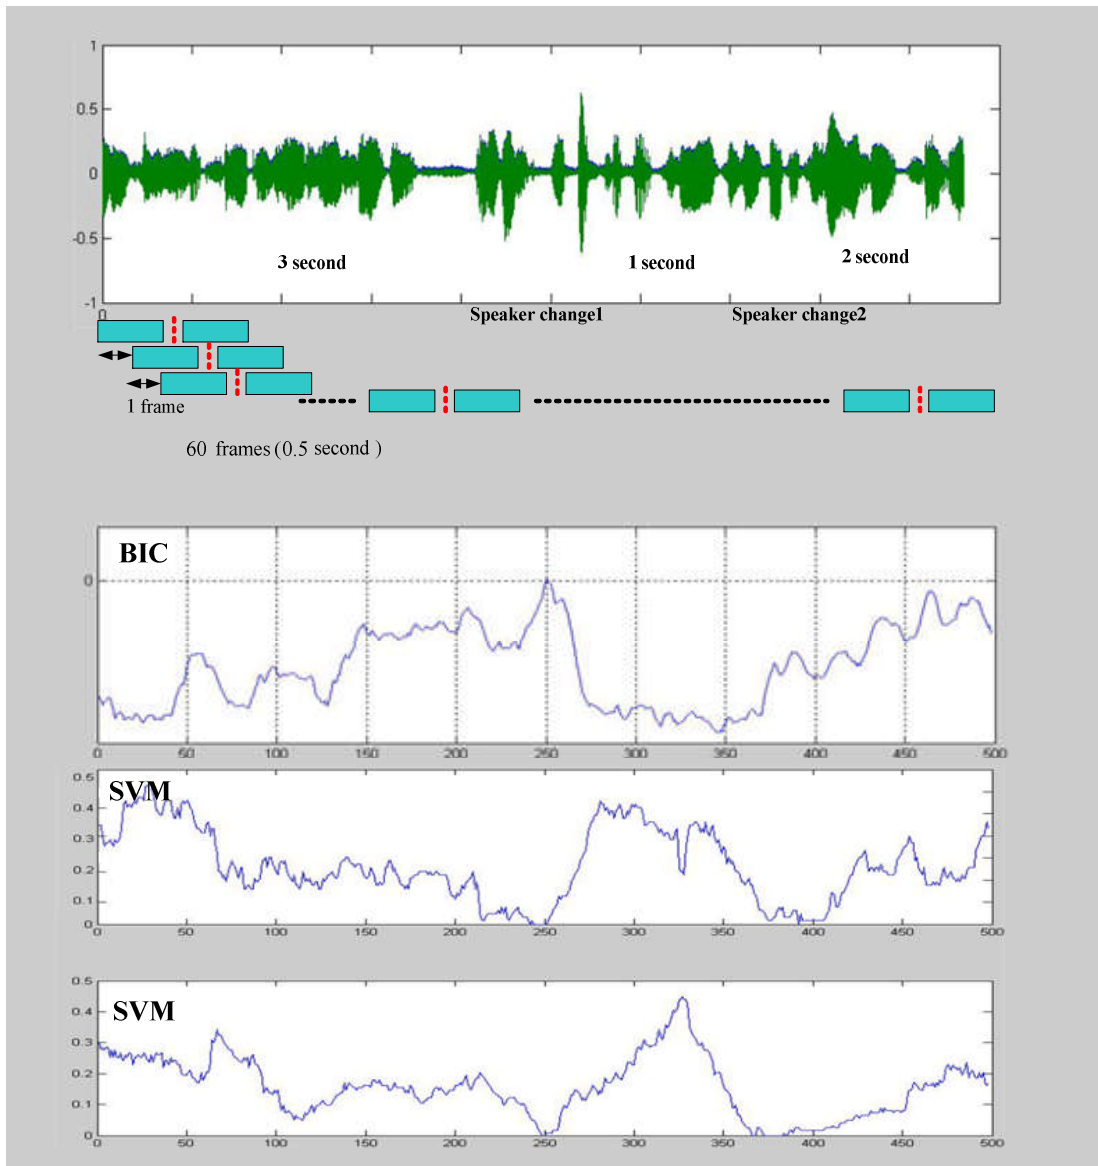 1
0.5
0
-0.5
-1
3 second
1 second
2 second
0
Speaker change1
Speaker change2
1 frame
60 frames (0.5 second )
BIC
0
0 50 100 150 200 250 300 350 400 450 500
SVM
0.5
0.4
0.3
0.2
0.1
0
0 50 100 150 200 250 300 350 400 450 500
SVM
0.5
0.4
0.3
0.2
0.1
0
0 50 100 150 200 250 300 350 400 450 500